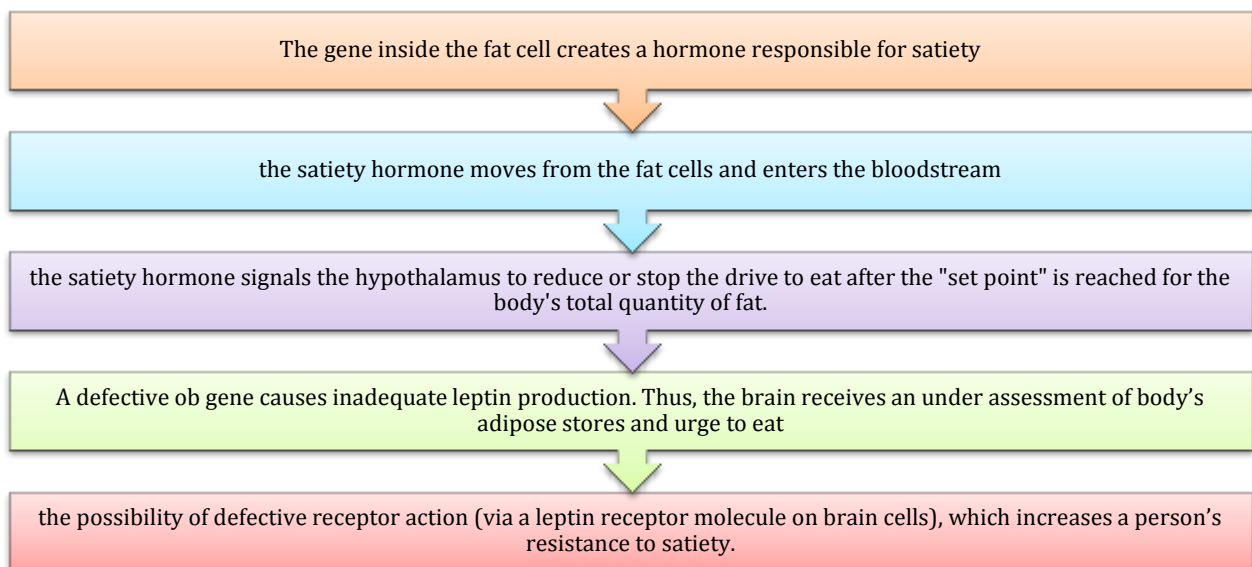 The gene inside the fat cell creates a hormone responsible for satiety
the satiety hormone moves from the fat cells and enters the bloodstream
the satiety hormone signals the hypothalamus to reduce or stop the drive to eat after the "set point" is reached for the
body's total quantity of fat.
A defective ob gene causes inadequate leptin production. Thus, the brain receives an under assessment of body’s
adipose stores and urge to eat
the possibility of defective receptor action (via a leptin receptor molecule on brain cells), which increases a person’s
resistance to satiety.